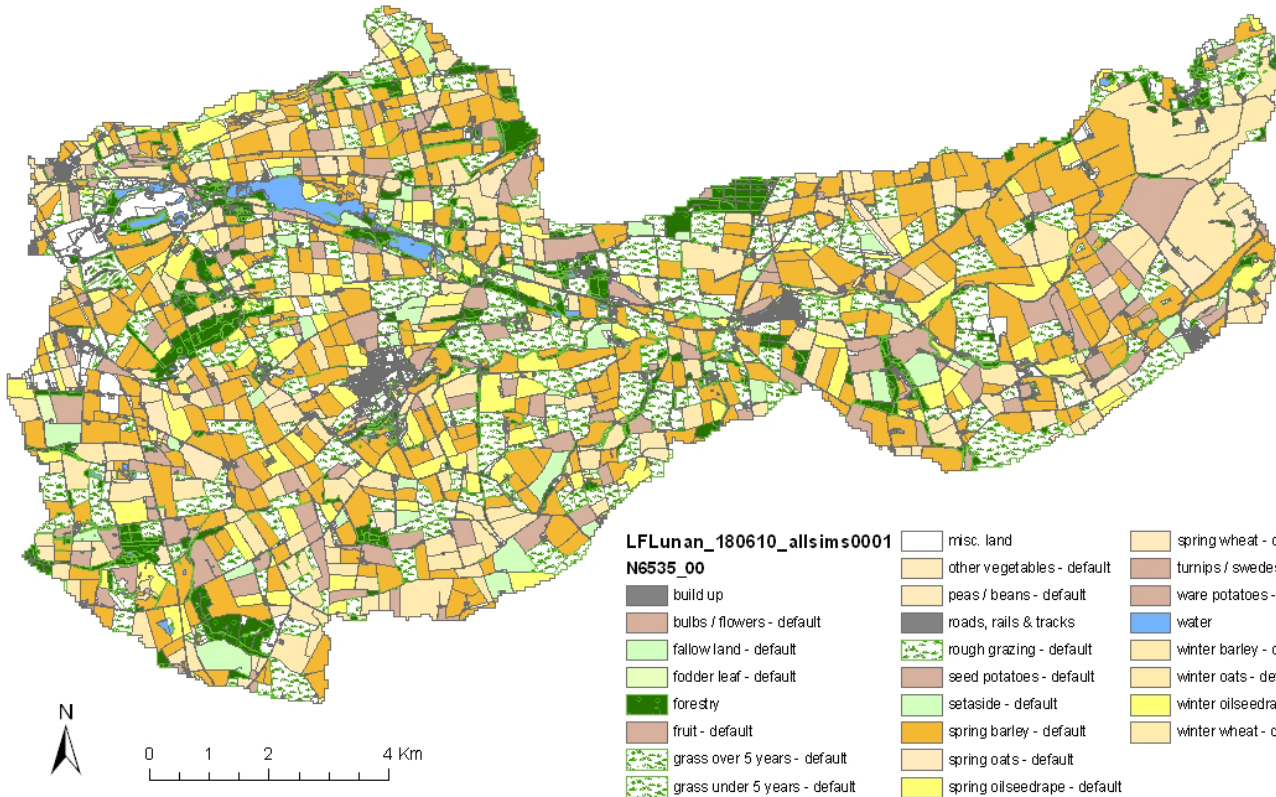 LFLunan_180610_allsims0001
N6535_00
build up
bulbs / flowers - default
fallow land - default
fodder leaf - default
forestry
fruit - default
grass over 5 years - default
grass under 5 years - default
misc. land
other vegetables - default
peas / beans - default
roads, rails & tracks
rough grazing - default
seed potatoes - default
setaside - default
spring barley - default
spring oats - default
spring oilseedrape - default
spring wheat - d
turnips / swedes
ware potatoes -
water
winter barley - d
winter oats - def
winter oilseedra
winter wheat - d
N
0 1 2 4 Km